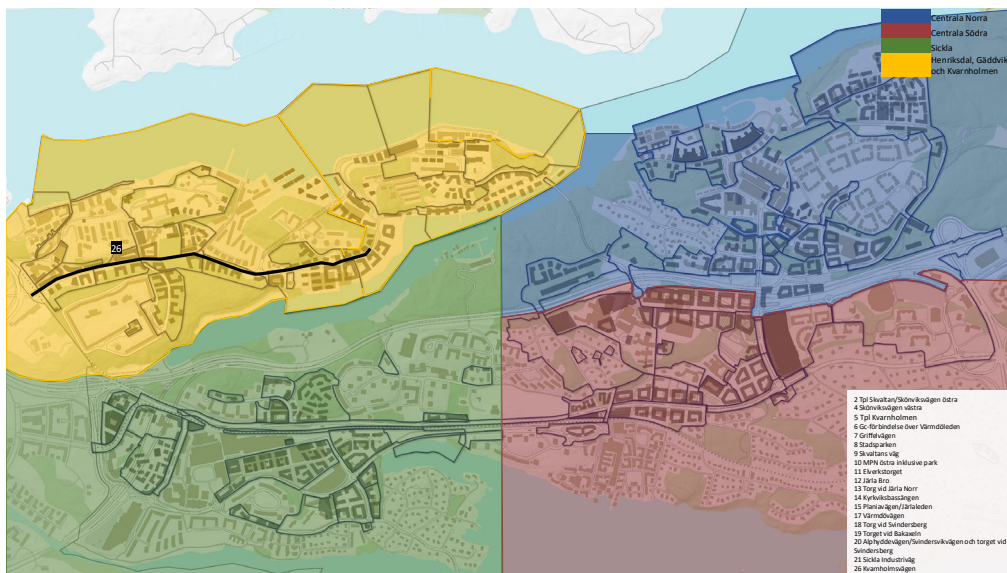 Centrala Norra
Centrala Södra
Sickla
Henriksdal, Gäddvik
och Kvarnholmen
26
2 Tpl Skvaltan/Skönviksvägen östra
4 Skönviksvägen västra
5 Tpl Kvarnholmen
6 Gc-förbindelse över Värmdöleden
7 Griffelvägen
8 Stadsparken
9 Skvaltans väg
10 MPN östra inklusive park
11 Elverkstorget
12 Järla Bro
13 Torg vid Järla Norr
14 Kyrkviksbassängen
15 Planiavägen/Järlaleden
17 Värmdövägen
18 Torg vid Svindersberg
19 Torget vid Bakaxeln
20 Alphyddevägen/Svindersvikvägen och torget vid
Svindersberg
21 Sickla Industriväg
26 Kvarnholmsvägen